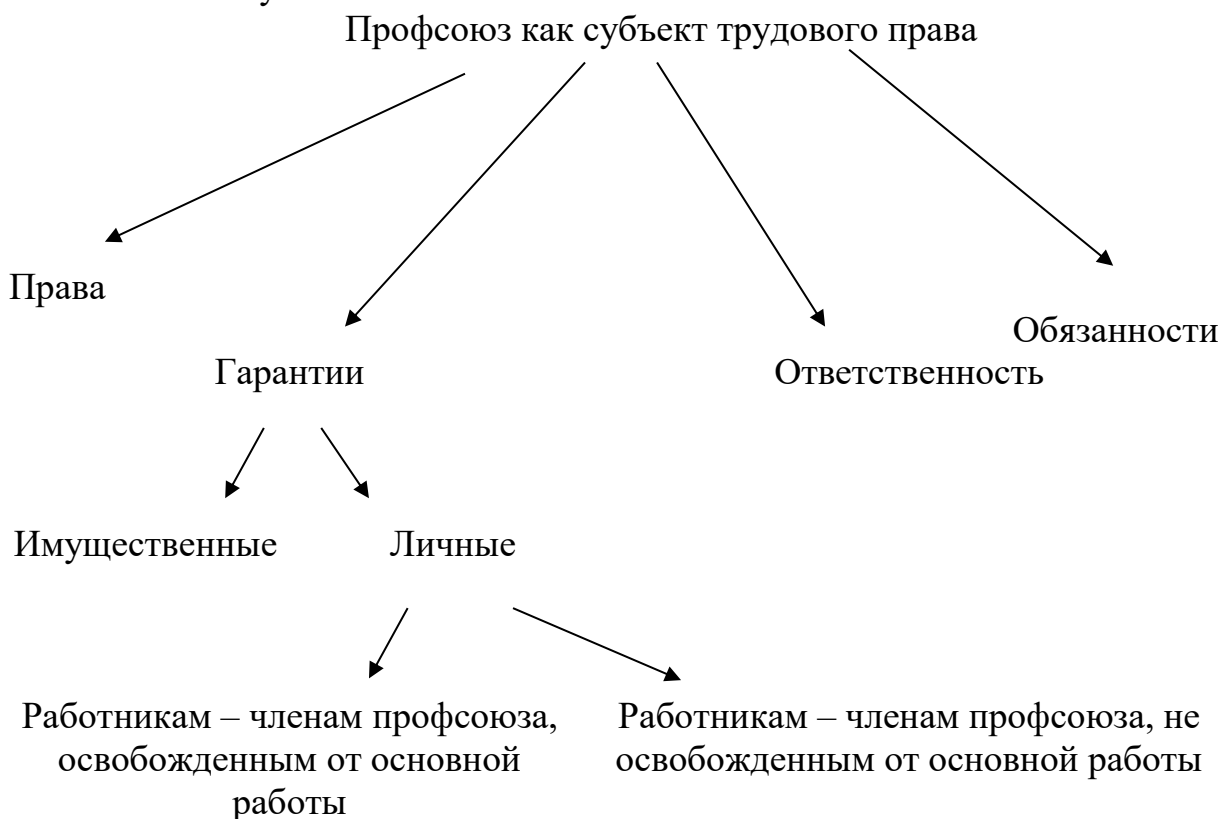 Профсоюз как субъект трудового права
Права
Обязанности
Гарантии
Ответственность
Имущественные
Личные
Работникам – членам профсоюза,
освобожденным от основной
работы
Работникам – членам профсоюза, не
освобожденным от основной работы